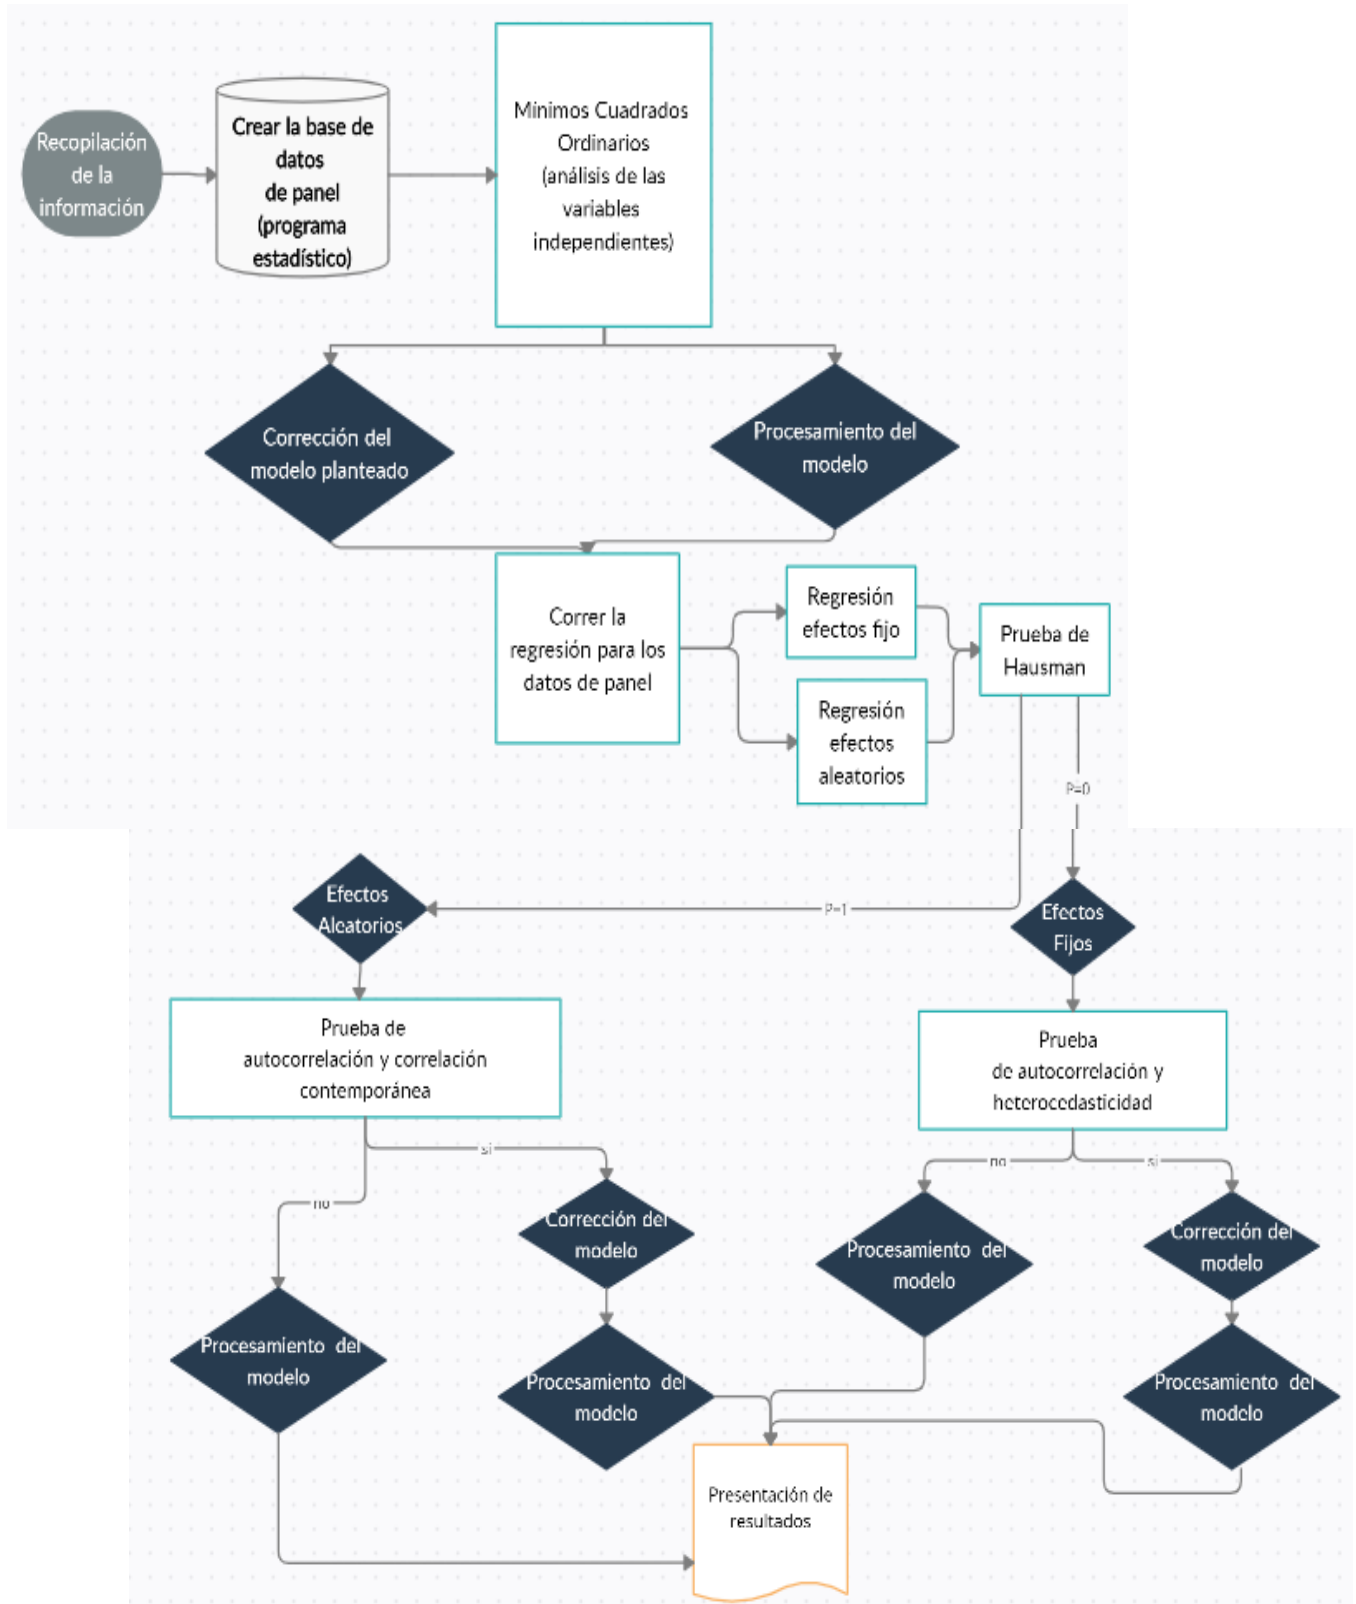 Recopilación
de la
información
Crear la base de
datos
de panel
(programa
estadístico)
Mínimos Cuadrados
Ordinarios
(análisis de las
variables
independientes)
Corrección del
modelo planteado
Procesamiento del
modelo
Correr la
regresión para los
datos de panel
Regresión
efectos fijo
Regresión
efectos
aleatorios
Prueba de
Hausman
P=0
P=1
Efectos
Aleatorios
Efectos
Fijos
Prueba de
autocorrelación y correlación
contemporánea
Prueba
de autocorrelación y
heterocedasticidad
si
no
no
si
Corrección del
modelo
Procesamiento del
modelo
Corrección del
modelo
Procesamiento del
modelo
Procesamiento del
modelo
Procesamiento del
modelo
Presentación de
resultados